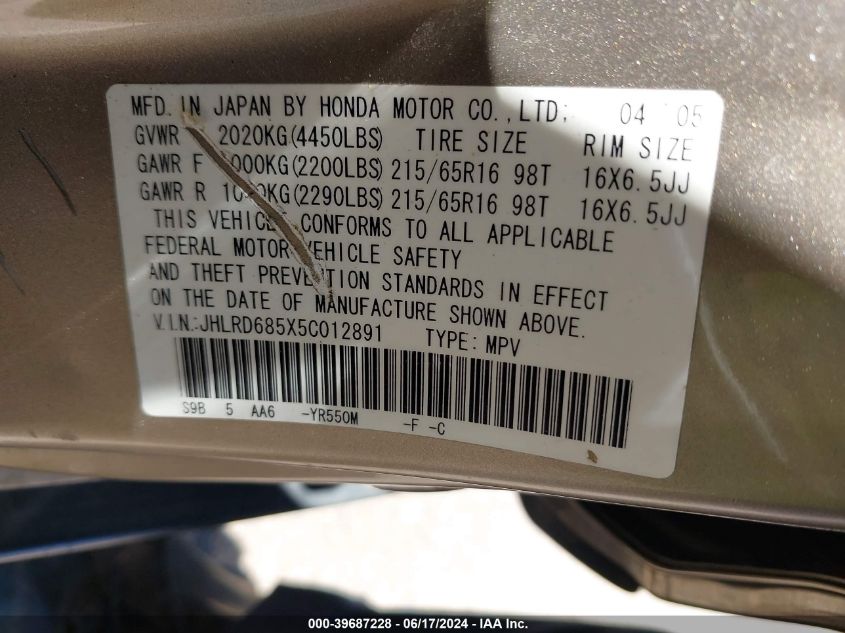 MFD. IN JAPAN BY HONDA MOTOR CO., LTD; 04 05
GVWR 2020KG(4450LBS) TIRE SIZE RIM SIZE
GAWR F 1000KG(2200LBS) 215/65R16 98T 16X6.5JJ
GAWR R KG(2290LBS) 215/65R16 98T 16X6.5JJ
THIS VEHICLE CONFORMS TO ALL APPLICABLE
FEDERAL MOTOR VEHICLE SAFETY
AND THEFT PREVENTION STANDARDS IN EFFECT
ON THE DATE OF MANUFACTURE SHOWN ABOVE.
V.I.N.:JHLRD685X5C012891 TYPE: MPV
S9B 5 AA6 -YR550M -F -C
000-39687228 - 06/17/2024 - IAA Inc.